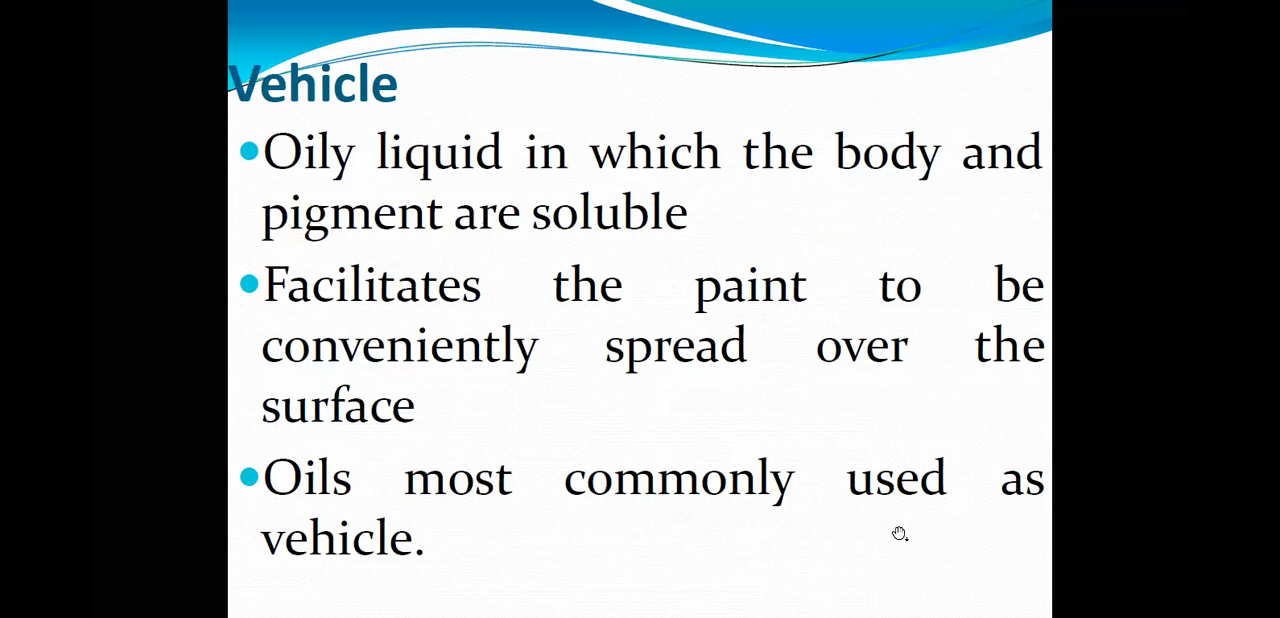 Vehicle
•Oily liquid in which the body and
pigment are soluble
•Facilitates the paint to be
conveniently spread over the
surface
•Oils most commonly used as
vehicle.